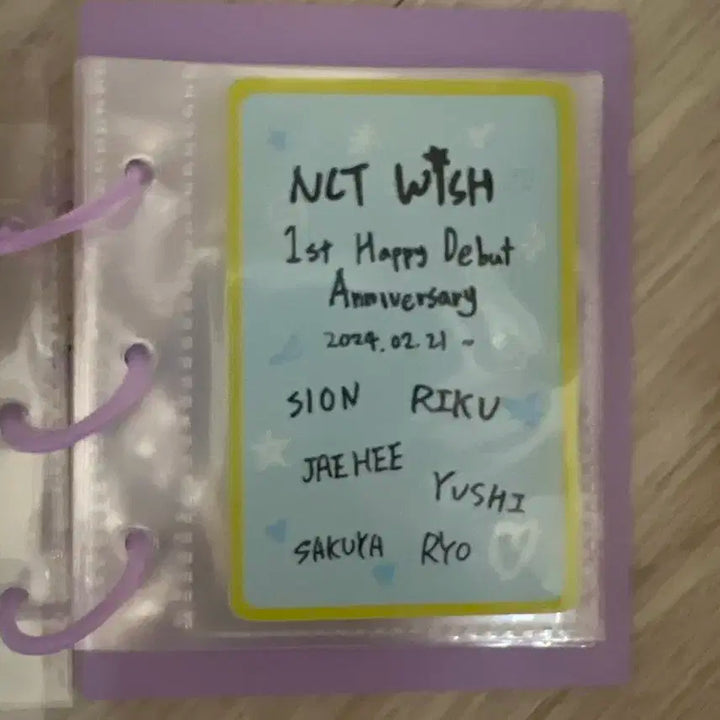 NCT WISH
1st Happy Debut
Anniversary
2024.02.21 ~
SION RIKU
JAEHEE YUSHI
SAKUYA RYO